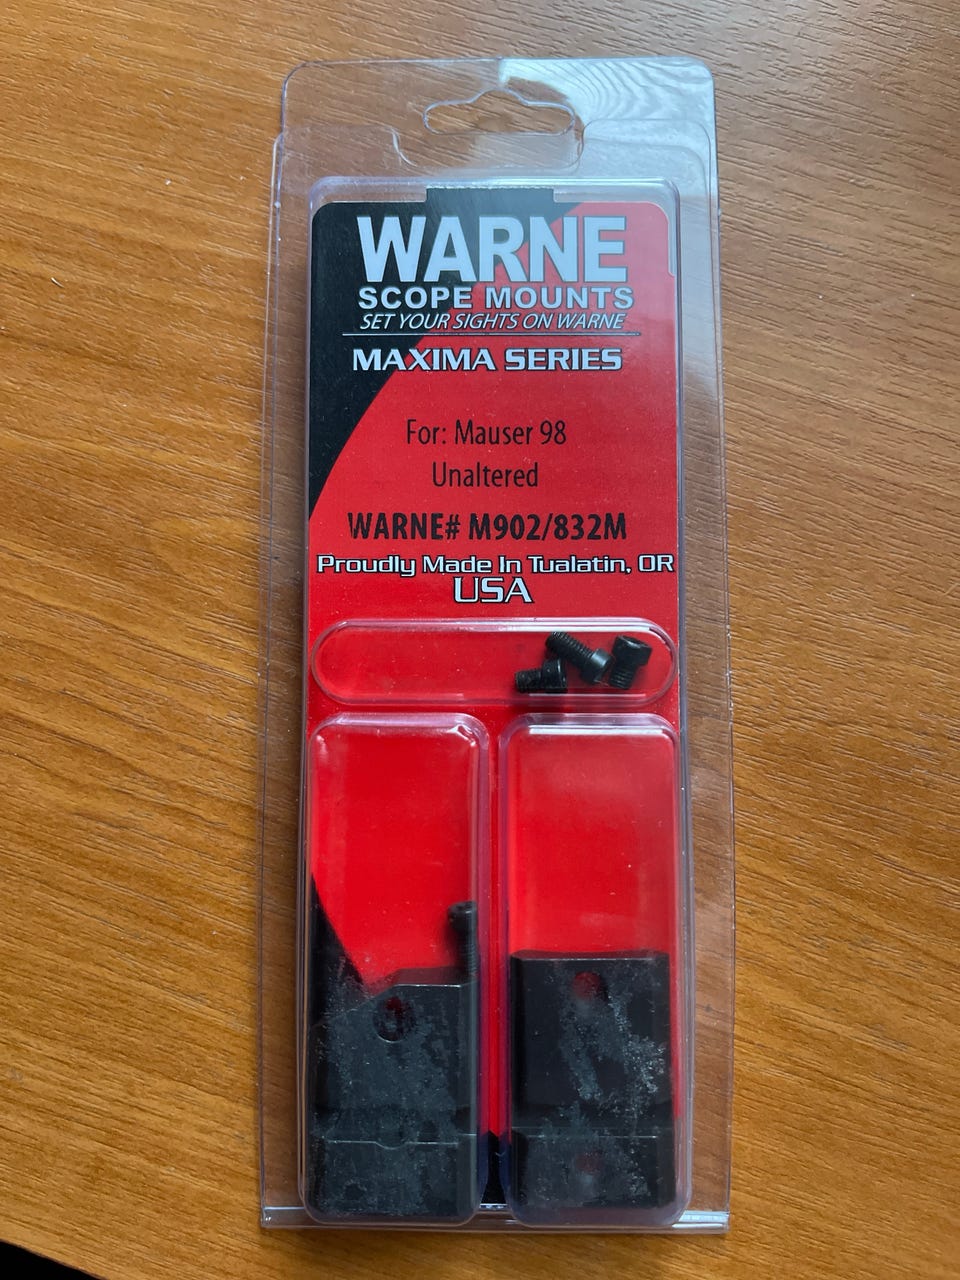 WARNE
SCOPE MOUNTS
SET YOUR SIGHTS ON WARNE
MAXIMA SERIES
For: Mauser 98
Unaltered
WARNE# M902/832M
Proudly Made In Tualatin, OR
USA